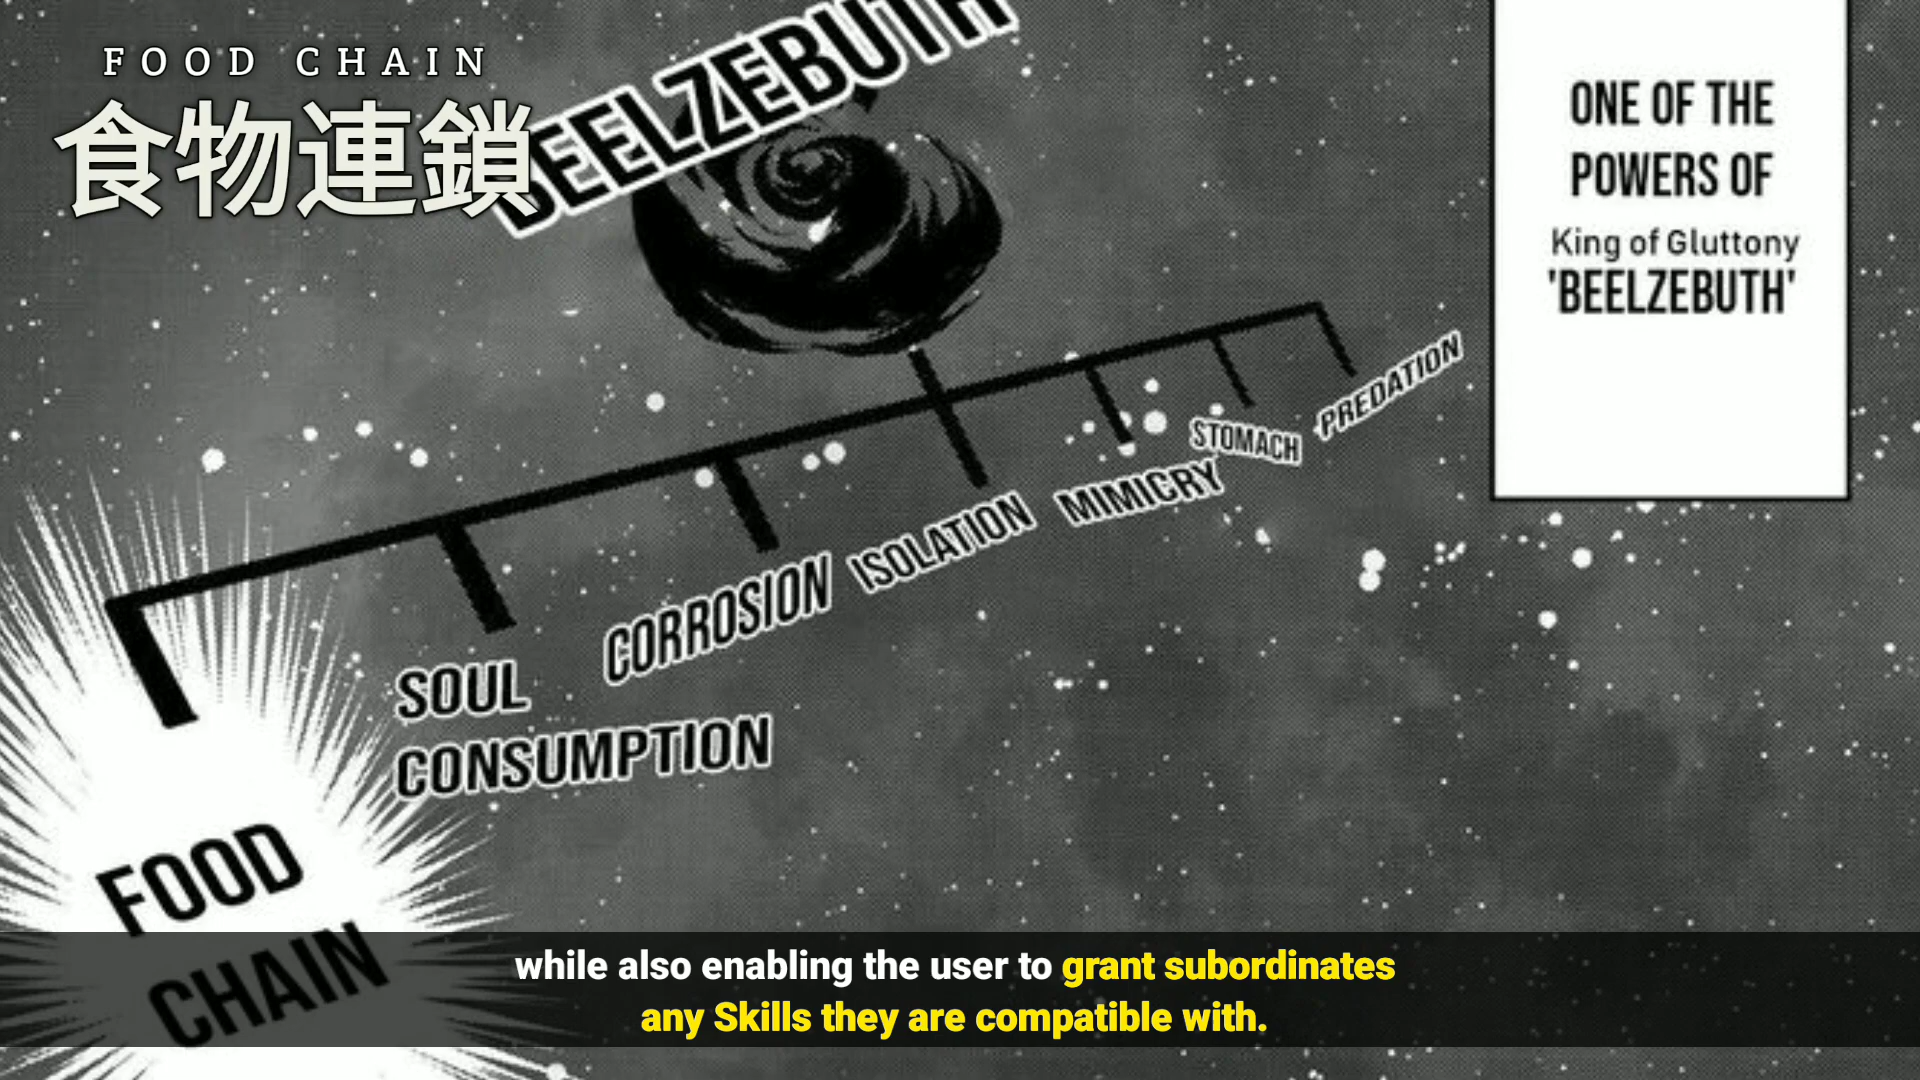 FOOD CHAIN
食物連鎖
BEELZEBUTH
ONE OF THE
POWERS OF
King of Gluttony
'BEELZEBUTH'
PREDATION
STOMACH
MIMICRY
ISOLATION
CORROSION
SOUL
CONSUMPTION
FOOD
CHAIN
while also enabling the user to grant subordinates
any Skills they are compatible with.